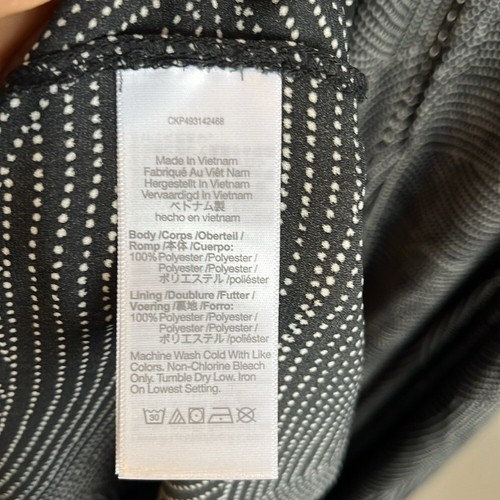 CKP493142468
Made In Vietnam
Fabriqué Au Viêt Nam
Hergestellt In Vietnam
Vervaardigd In Vietnam
ベトナム製
hecho en vietnam
Body /Corps /Oberteil /
Romp /本体 /Cuerpo:
100% Polyester /Polyester /
Polyester /Polyester /
ポリエステル /poliéster
Lining /Doublure /Futter /
Voering /裏地 /Forro:
100% Polyester /Polyester /
Polyester /Polyester /
ポリエステル /poliéster
Machine Wash Cold With Like
Colors. Non-Chlorine Bleach
Only. Tumble Dry Low. Iron
On Lowest Setting.
30